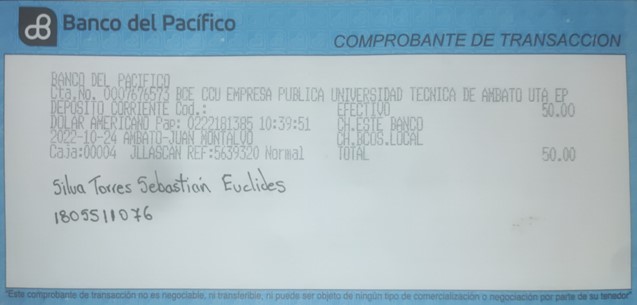 Banco del Pacífico
COMPROBANTE DE TRANSACCION
BANCO DEL PACIFICO
Cta.No. 0007676573 BCE CCU EMPRESA PUBLICA UNIVERSIDAD TECNICA DE AMBATO UTA EP
DEPOSITO CORRIENTE Cod.: EFECTIVO 50.00
DOLAR AMERICANO Pap: 0222181385 10:39:51 CH.ESTE BANCO
2022-10-24 AMBATO-JUAN MONTALVO CH.BCOS.LOCAL
Caja:00004 JLLASCAN REF:5639320 Normal TOTAL 50.00
Silva Torres Sebastián Euclides
1805511076
"Este comprobante de transacción no es negociable, ni transferible, ni puede ser objeto de ningún tipo de comercialización o negociación por parte de su tenedor"